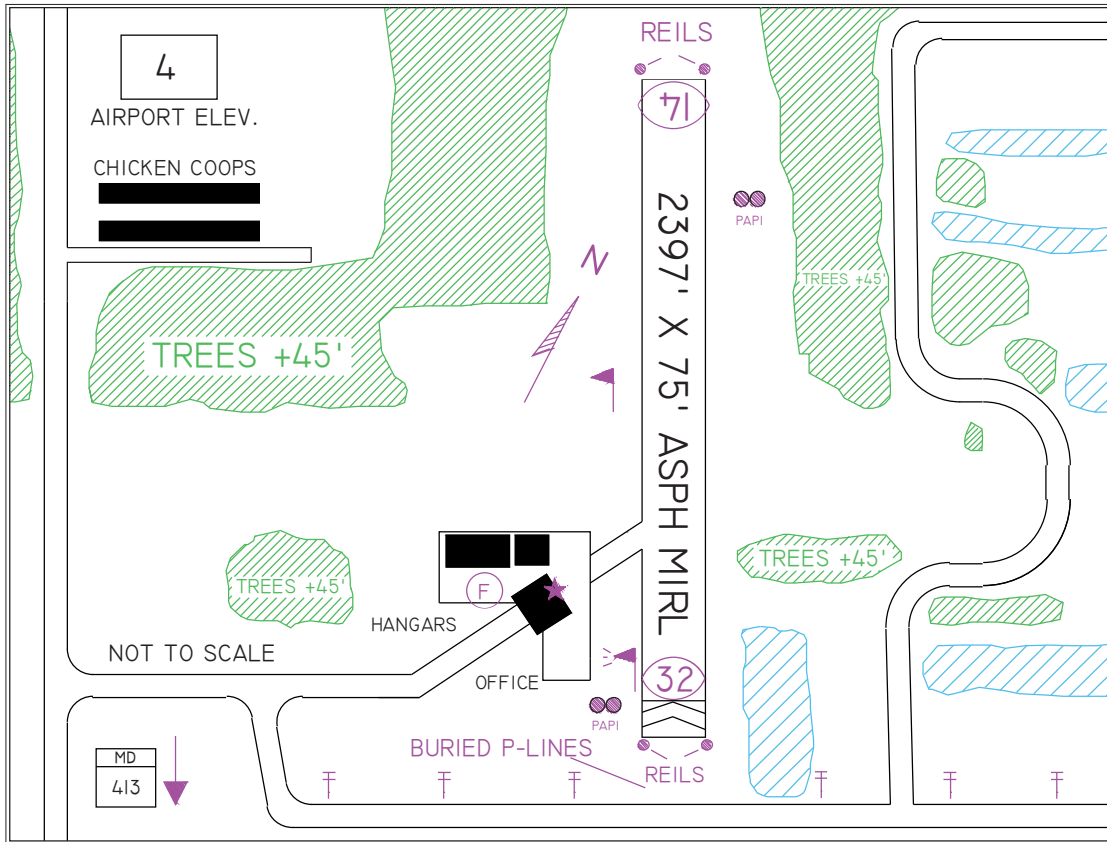 REILS
4
AIRPORT ELEV.
14
CHICKEN COOPS
PAPI
N
2397' X 75' ASPH MIRL
TREES +45'
TREES +45'
TREES +45'
TREES +45'
F
HANGARS
NOT TO SCALE
OFFICE
32
PAPI
BURIED P-LINES
REILS
MD
413